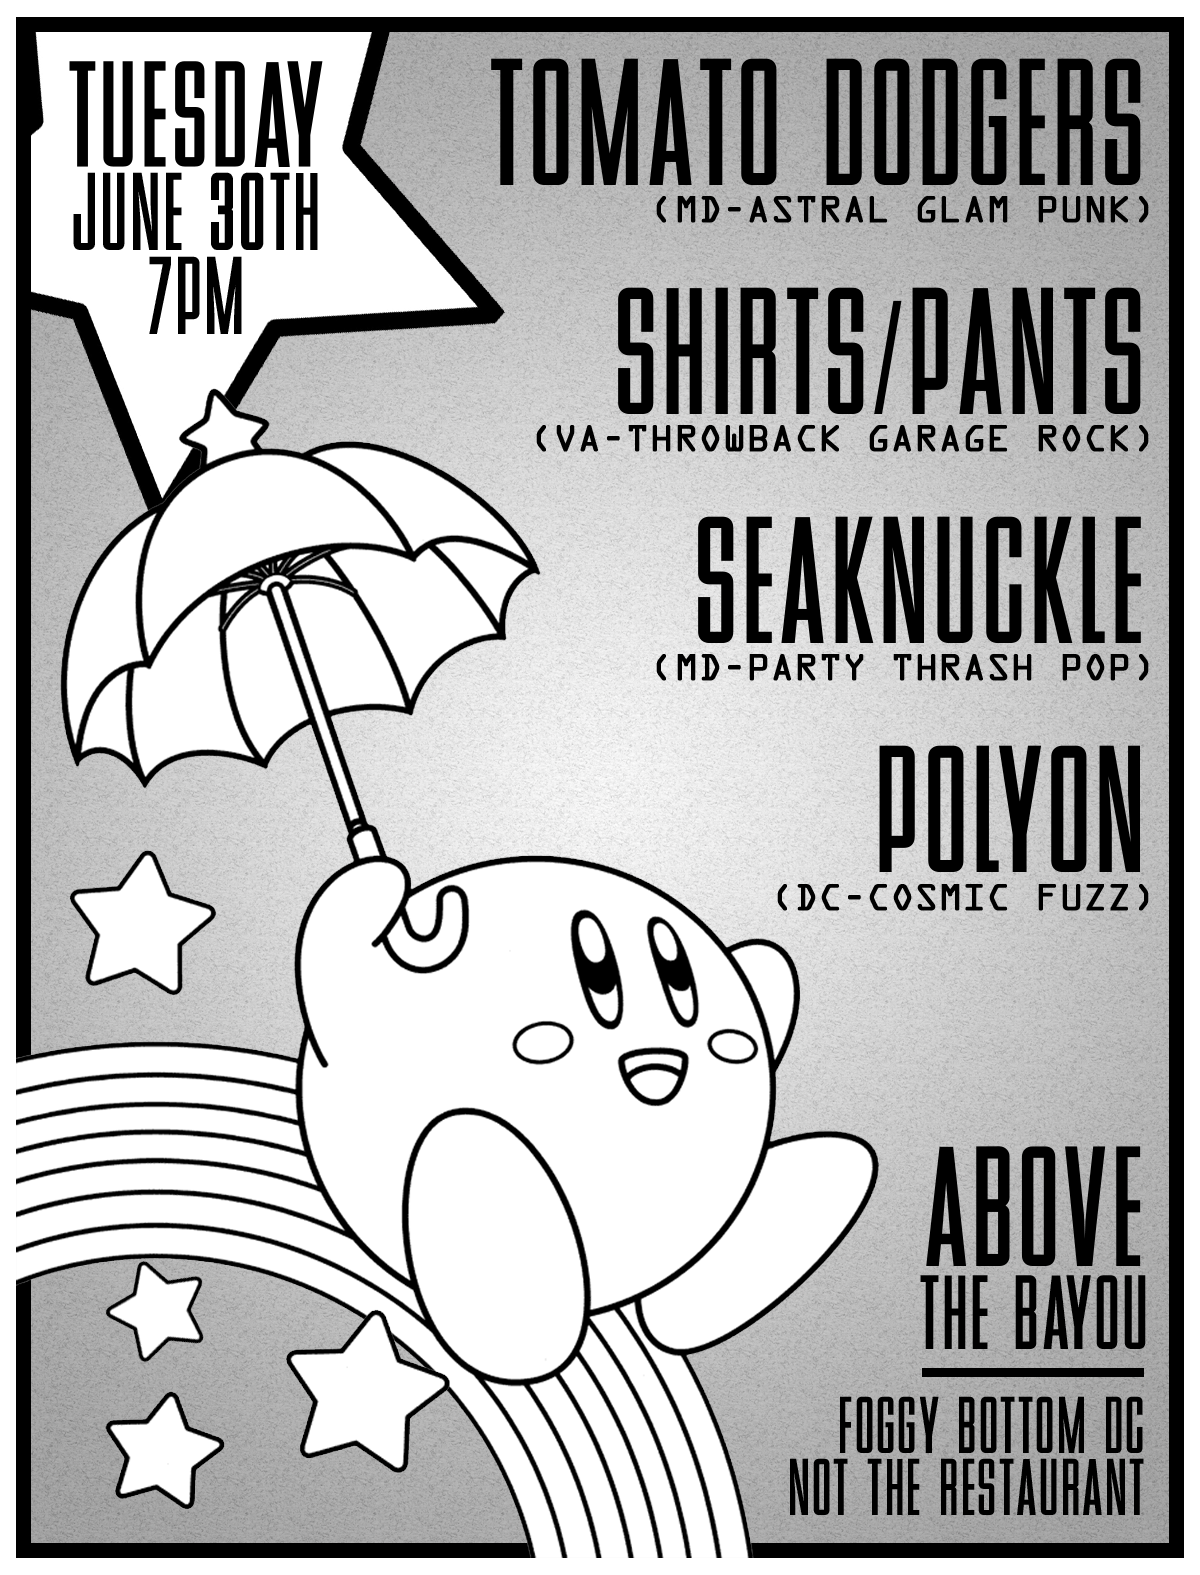 TUESDAY
JUNE 30TH
7PM
TOMATO DODGERS
(MD-ASTRAL GLAM PUNK)
SHIRTS/PANTS
(VA-THROWBACK GARAGE ROCK)
SEAKNUCKLE
(MD-PARTY THRASH POP)
POLYON
(DC-COSMIC FUZZ)
ABOVE
THE BAYOU
FOGGY BOTTOM DC
NOT THE RESTAURANT